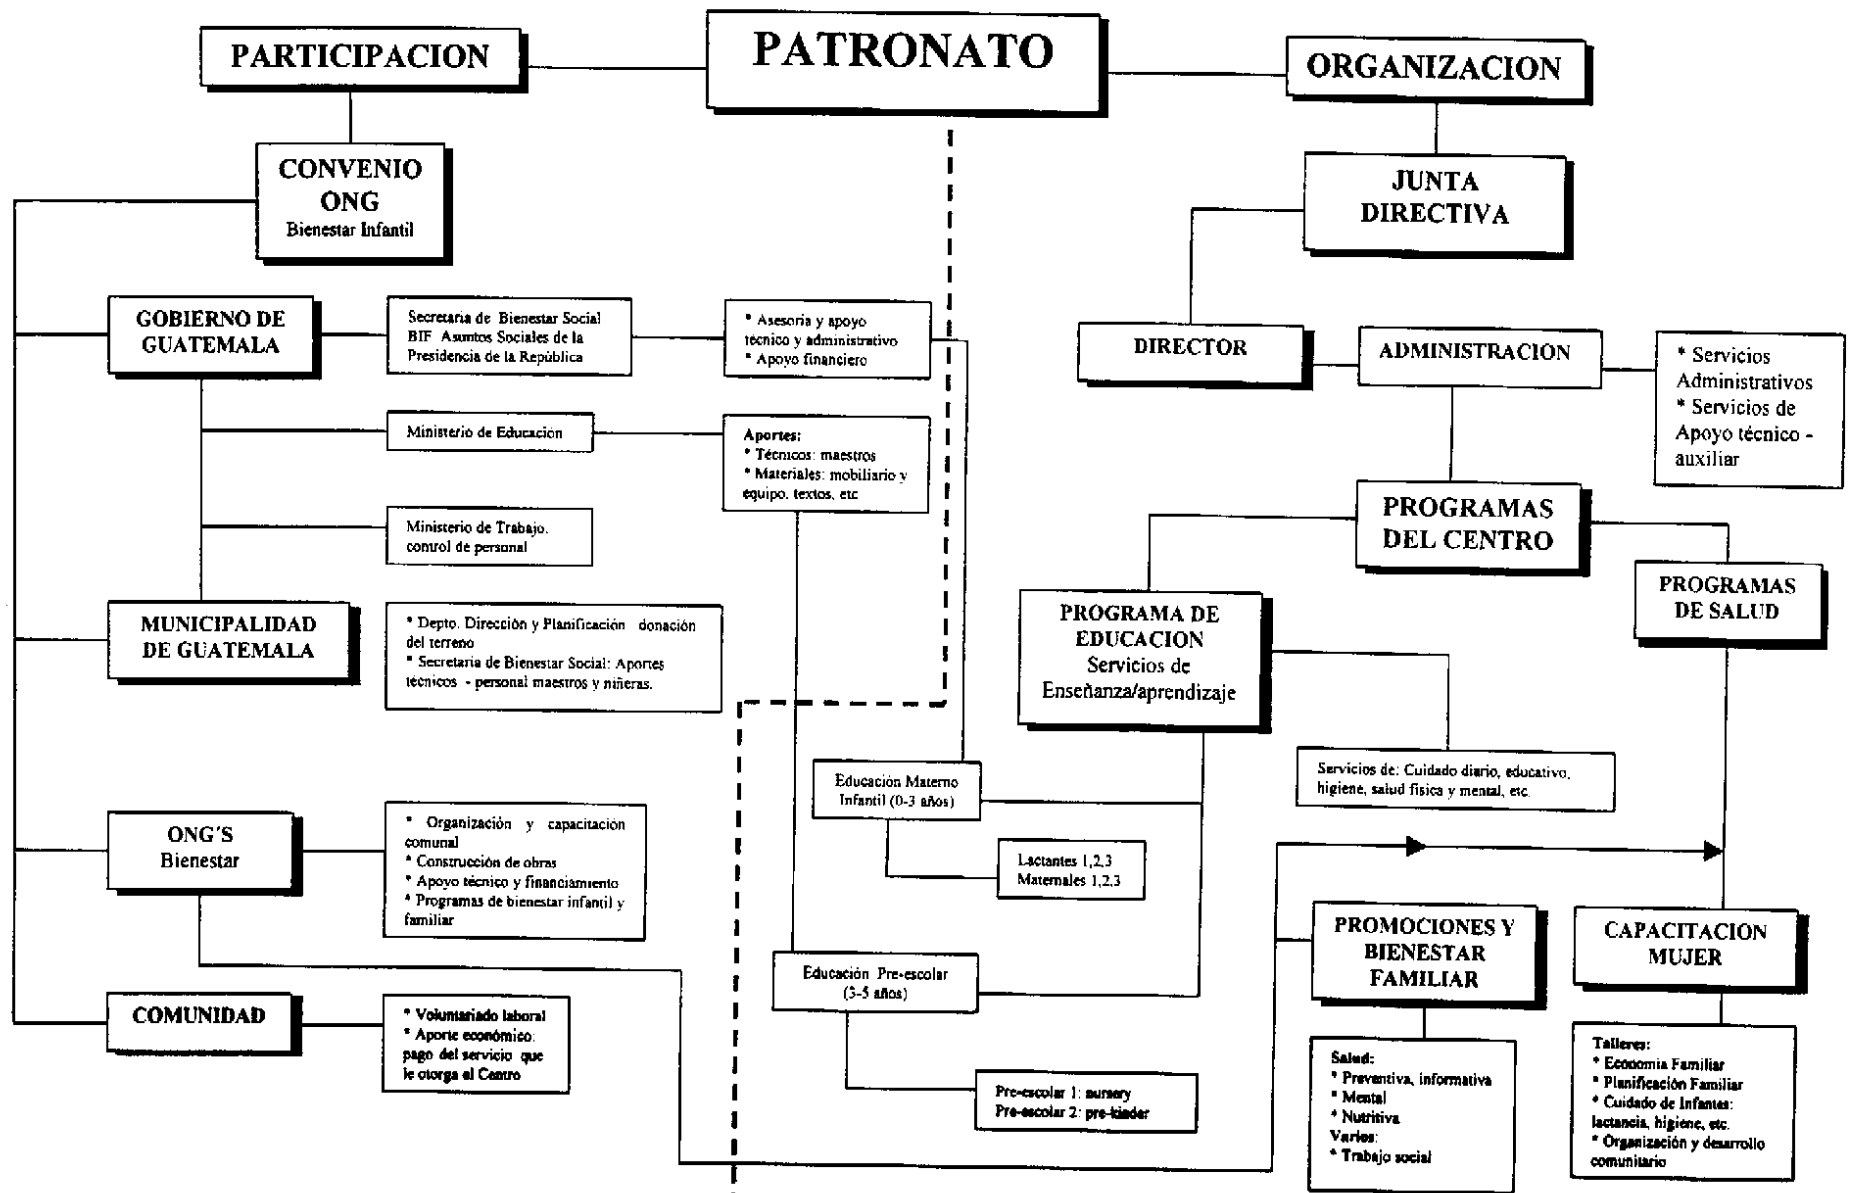 PARTICIPACION
PATRONATO
ORGANIZACION
CONVENIO
ONG
Bienestar Infantil
JUNTA
DIRECTIVA
GOBIERNO DE
GUATEMALA
Secretaria de Bienestar Social
BIF Asuntos Sociales de la
Presidencia de la República
* Asesoria y apoyo
técnico y administrativo
* Apoyo financiero
DIRECTOR
ADMINISTRACION
* Servicios
Administrativos
* Servicios de
Apoyo técnico -
auxiliar
Ministerio de Educación
Aportes:
* Técnicos: maestros
* Materiales: mobiliario y
equipo, textos, etc
Ministerio de Trabajo.
control de personal
PROGRAMAS
DEL CENTRO
PROGRAMAS
DE SALUD
MUNICIPALIDAD
DE GUATEMALA
* Depto. Dirección y Planificación donación
del terreno
* Secretaria de Bienestar Social: Aportes
técnicos - personal maestros y niñeras.
PROGRAMA DE
EDUCACION
Servicios de
Enseñanza/aprendizaje
Servicios de: Cuidado diario, educativo,
higiene, salud fisica y mental, etc.
Educación Materno
Infantil (0-3 años)
Lactantes 1,2,3
Maternales 1,2,3
ONG´S
Bienestar
* Organización y capacitación
comunal
* Construcción de obras
* Apoyo técnico y financiamiento
* Programas de bienestar infantil y
familiar
PROMOCIONES Y
BIENESTAR
FAMILIAR
CAPACITACION
MUJER
Educación Pre-escolar
(3-5 años)
COMUNIDAD
* Voluntariado laboral
* Aporte económico:
pago del servicio que
le otorga el Centro
Pre-escolar 1: nursery
Pre-escolar 2: pre-kinder
Salud:
* Preventiva, informativa
* Mental
* Nutritiva
Varios:
* Trabajo social
Talleres:
* Economia Familiar
* Planificación Familiar
* Cuidado de Infantes:
lactancia, higiene, etc.
* Organización y desarrollo
comunitario